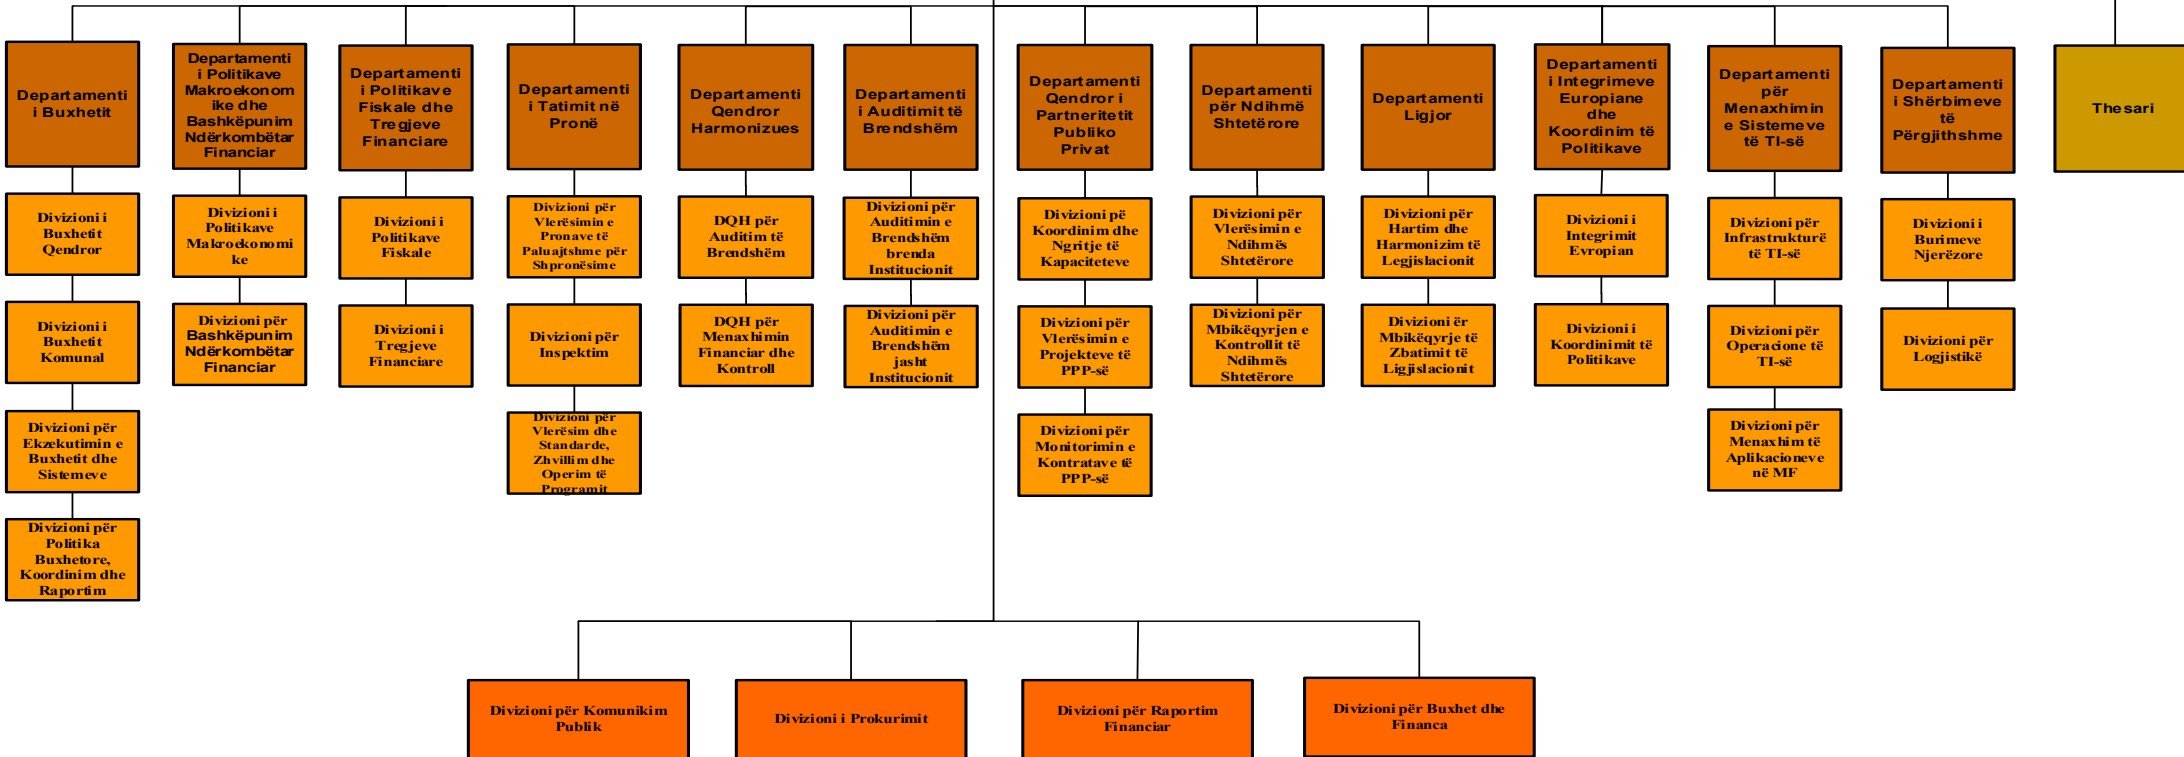 Departamenti
i Buxhetit
Departamenti
i Politikave
Makroekonom
ike dhe
Bashkëpunim
Ndërkombëtar
Financiar
Departamenti
i Politikave
Fiskale dhe
Tregjeve
Financiare
Departamenti
i Tatimit në
Pronë
Departamenti
Qendror
Harmonizues
Departamenti
i Auditimit të
Brendshëm
Departamenti
Qendror i
Partneritetit
Publiko
Privat
Departamenti
për Ndihmë
Shtetërore
Departamenti
Ligjor
Departamenti
i Integrimeve
Europiane
dhe
Koordinim të
Politikave
Departamenti
për
Menaxhimin
e Sistemeve
të TI-së
Departamenti
i Shërbimeve
të
Përgjithshme
Thesari
Divizioni i
Buxhetit
Qendror
Divizioni i
Politikave
Makroekonomi
ke
Divizioni i
Politikave
Fiskale
Divizioni për
Vlerësimin e
Pronave të
Paluajtshme për
Shpronësime
DQH për
Auditim të
Brendshëm
Divizioni për
Auditimin e
Brendshëm
brenda
Institucionit
Divizioni pë
Koordinim dhe
Ngritje të
Kapaciteteve
Divizioni për
Vlerësimin e
Ndihmës
Shtetërore
Divizioni për
Hartim dhe
Harmonizim të
Legjislacionit
Divizioni i
Integrimit
Evropian
Divizioni për
Infrastrukturë
të TI-së
Divizioni i
Burimeve
Njerëzore
Divizioni i
Buxhetit
Komunal
Divizioni për
Bashkëpunim
Ndërkombëtar
Financiar
Divizioni i
Tregjeve
Financiare
Divizioni për
Inspektim
DQH për
Menaxhimin
Financiar dhe
Kontroll
Divizioni për
Auditimin e
Brendshëm
jasht
Institucionit
Divizioni për
Vlerësimin e
Projekteve të
PPP-së
Divizioni për
Mbikëqyrjen e
Kontrollit të
Ndihmës
Shtetërore
Divizioni ër
Mbikëqyrje të
Zbatimit të
Ligjislacionit
Divizioni i
Koordinimit të
Politikave
Divizioni për
Operacione të
TI-së
Divizioni për
Logjistikë
Divizioni për
Ekzekutimin e
Buxhetit dhe
Sistemeve
Divizioni për
Vlerësim dhe
Standarde,
Zhvillim dhe
Operim të
Programit
Divizioni për
Monitorimin e
Kontratave të
PPP-së
Divizioni për
Menaxhim të
Aplikacioneve
në MF
Divizioni për
Politika
Buxhetore,
Koordinim dhe
Raportim
Divizioni për Komunikim
Publik
Divizioni i Prokurimit
Divizioni për Raportim
Financiar
Divizioni për Buxhet dhe
Financa